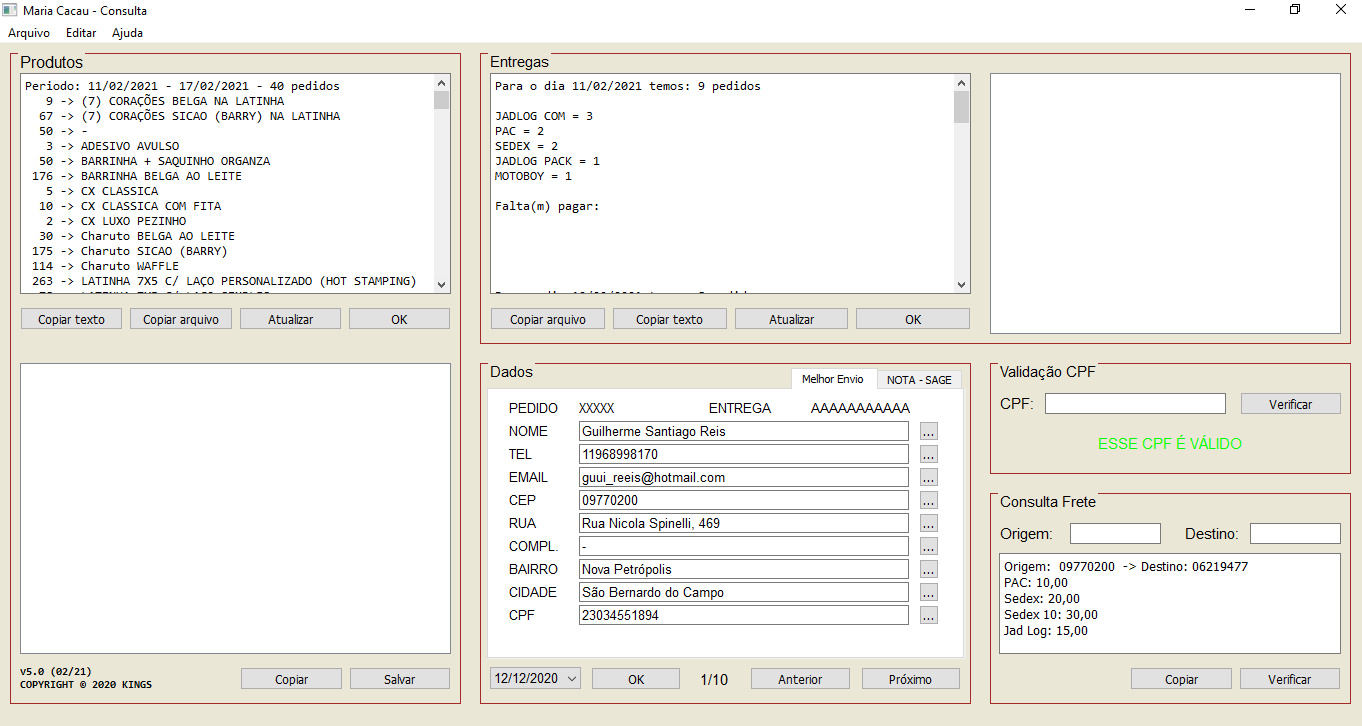 Maria Cacau - Consulta
Arquivo Editar Ajuda
Produtos
Periodo: 11/02/2021 - 17/02/2021 - 40 pedidos
9 -> (7) CORAÇÕES BELGA NA LATINHA
67 -> (7) CORAÇÕES SICAO (BARRY) NA LATINHA
50 -> -
3 -> ADESIVO AVULSO
50 -> BARRINHA + SAQUINHO ORGANZA
176 -> BARRINHA BELGA AO LEITE
5 -> CX CLASSICA
10 -> CX CLASSICA COM FITA
2 -> CX LUXO PEZINHO
30 -> Charuto BELGA AO LEITE
175 -> Charuto SICAO (BARRY)
114 -> Charuto WAFFLE
263 -> LATINHA 7X5 C/ LAÇO PERSONALIZADO (HOT STAMPING)
Copiar texto Copiar arquivo Atualizar OK
v5.0 (02/21)
COPYRIGHT © 2020 KINGS
Copiar Salvar
Entregas
Para o dia 11/02/2021 temos: 9 pedidos
JADLOG COM = 3
PAC = 2
SEDEX = 2
JADLOG PACK = 1
MOTOBOY = 1
Falta(m) pagar:
Copiar arquivo Copiar texto Atualizar OK
Dados
Melhor Envio NOTA - SAGE
PEDIDO XXXXX ENTREGA AAAAAAAAAAA
NOME Guilherme Santiago Reis ...
TEL 11968998170 ...
EMAIL guui_reeis@hotmail.com ...
CEP 09770200 ...
RUA Rua Nicola Spinelli, 469 ...
COMPL. - ...
BAIRRO Nova Petrópolis ...
CIDADE São Bernardo do Campo ...
CPF 23034551894 ...
12/12/2020 OK 1/10 Anterior Próximo
Validação CPF
CPF: Verificar
ESSE CPF É VÁLIDO
Consulta Frete
Origem: Destino:
Origem: 09770200 -> Destino: 06219477
PAC: 10,00
Sedex: 20,00
Sedex 10: 30,00
Jad Log: 15,00
Copiar Verificar